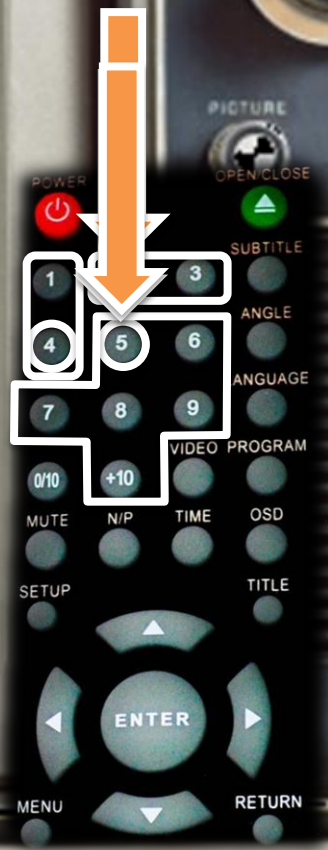 PICTURE
POWER
OPEN/CLOSE
SUBTITLE
1
3
ANGLE
4
5
6
ANGUAGE
7
8
9
VIDEO
PROGRAM
0/10
+10
MUTE
N/P
TIME
OSD
SETUP
TITLE
ENTER
MENU
RETURN